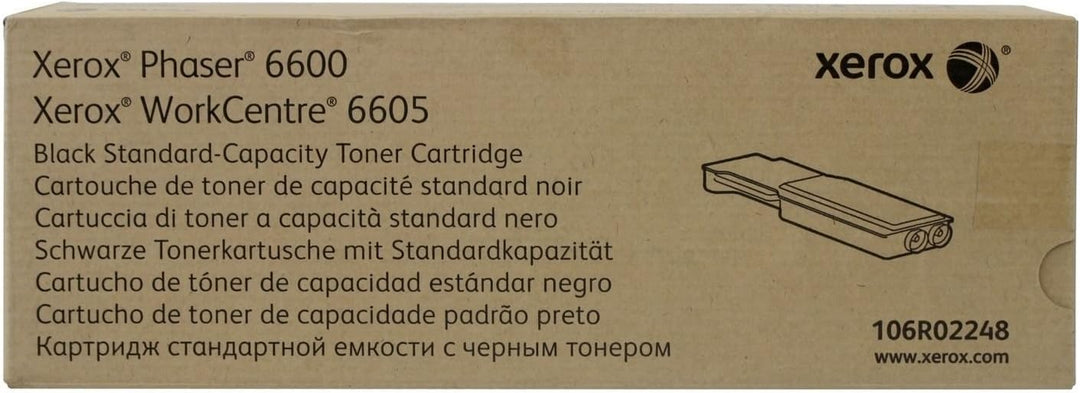 Xerox® Phaser® 6600
Xerox® WorkCentre® 6605
xerox®
Black Standard-Capacity Toner Cartridge
Cartouche de toner de capacité standard noir
Cartuccia di toner a capacità standard nero
Schwarze Tonerkartusche mit Standardkapazität
Cartucho de tóner de capacidad estándar negro
Cartucho de toner de capacidade padrão preto
Картридж стандартной емкости с черным тонером
106R02248
www.xerox.com